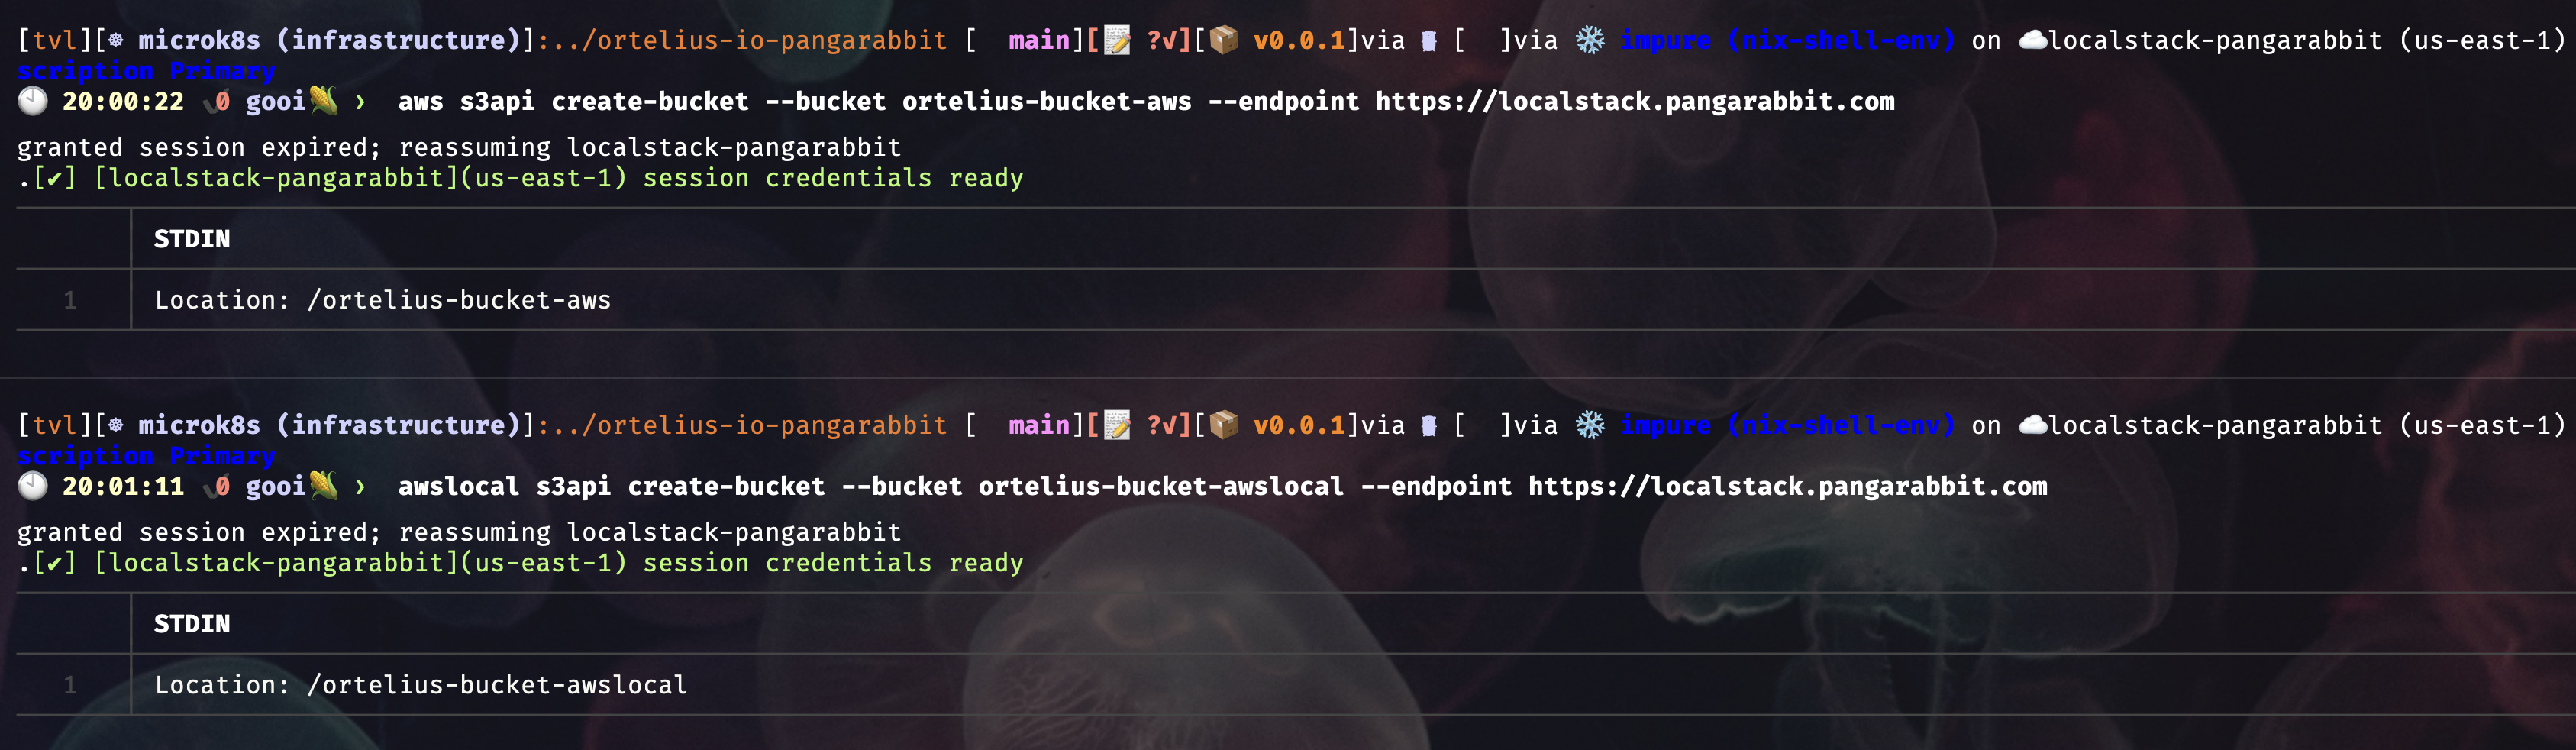 [tvl][☸ microk8s (infrastructure)]:../ortelius-io-pangarabbit [ main][📝 ?√][📦 v0.0.1]via [ ]via ❄️ impure (nix-shell-env) on ☁️localstack-pangarabbit (us-east-1)
scription Primary
🕙 20:00:22 ✔0 gooi🌽 › aws s3api create-bucket --bucket ortelius-bucket-aws --endpoint https://localstack.pangarabbit.com
granted session expired; reassuming localstack-pangarabbit
.[✔] [localstack-pangarabbit](us-east-1) session credentials ready
STDIN
1 Location: /ortelius-bucket-aws
[tvl][☸ microk8s (infrastructure)]:../ortelius-io-pangarabbit [ main][📝 ?√][📦 v0.0.1]via [ ]via ❄️ impure (nix-shell-env) on ☁️localstack-pangarabbit (us-east-1)
scription Primary
🕙 20:01:11 ✔0 gooi🌽 › awslocal s3api create-bucket --bucket ortelius-bucket-awslocal --endpoint https://localstack.pangarabbit.com
granted session expired; reassuming localstack-pangarabbit
.[✔] [localstack-pangarabbit](us-east-1) session credentials ready
STDIN
1 Location: /ortelius-bucket-awslocal